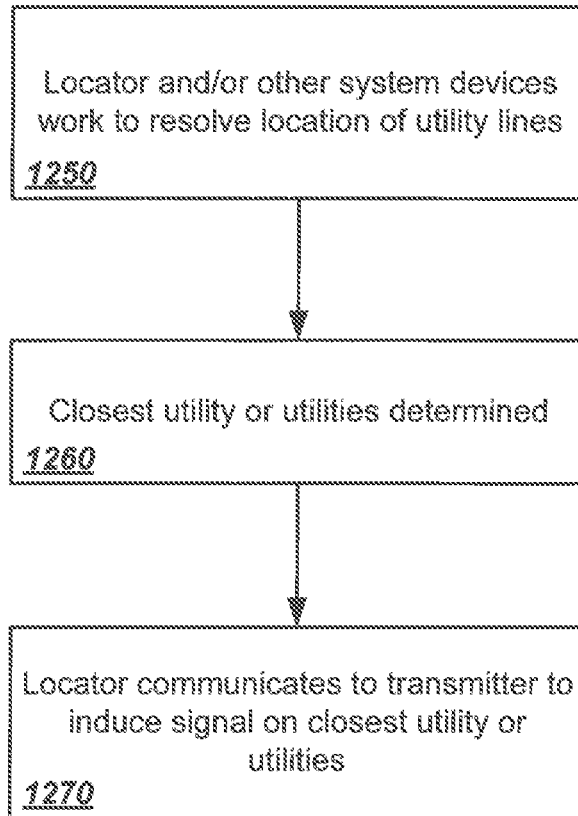 Locator and/or other system devices
work to resolve location of utility lines
1250
Closest utility or utilities determined
1260
Locator communicates to transmitter to
induce signal on closest utility or
utilities
1270